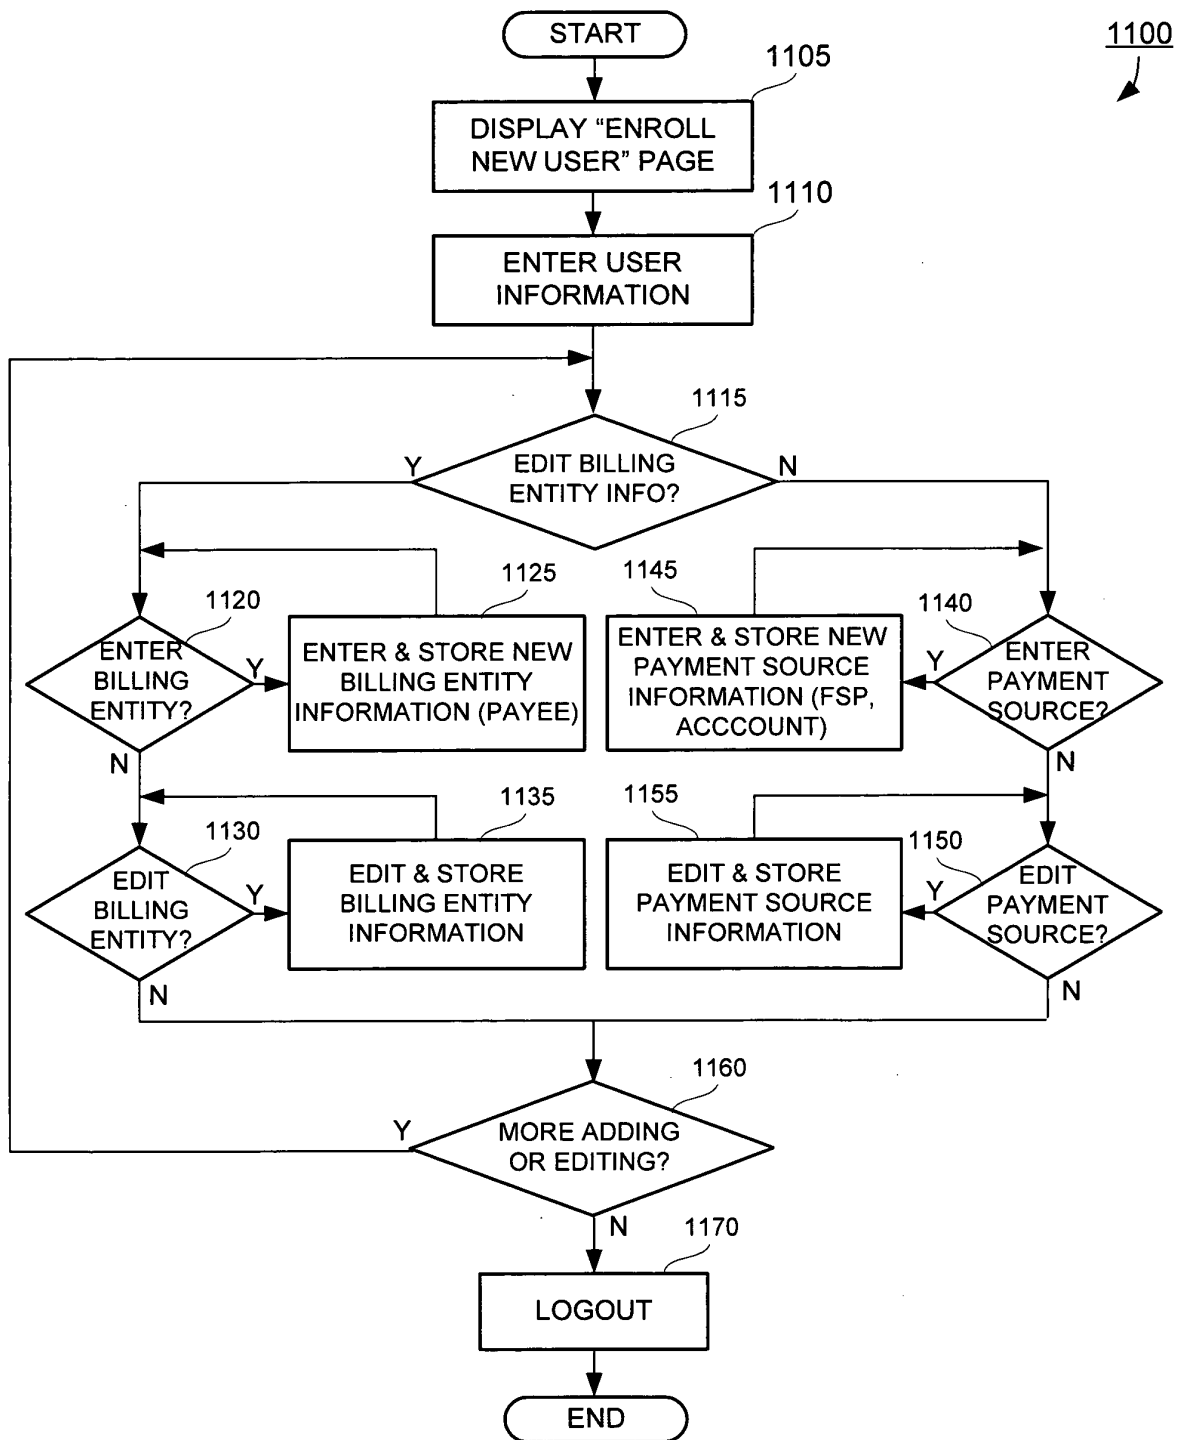 START
1100
1105
DISPLAY “ENROLL
NEW USER” PAGE
1110
ENTER USER
INFORMATION
1115
EDIT BILLING
ENTITY INFO?
Y
N
1120
ENTER
BILLING
ENTITY?
Y
N
1125
ENTER & STORE NEW
BILLING ENTITY
INFORMATION (PAYEE)
1145
ENTER & STORE NEW
PAYMENT SOURCE
INFORMATION (FSP,
ACCCOUNT)
1140
ENTER
PAYMENT
SOURCE?
Y
N
1130
EDIT
BILLING
ENTITY?
Y
N
1135
EDIT & STORE
BILLING ENTITY
INFORMATION
1155
EDIT & STORE
PAYMENT SOURCE
INFORMATION
1150
EDIT
PAYMENT
SOURCE?
Y
N
1160
MORE ADDING
OR EDITING?
Y
N
1170
LOGOUT
END